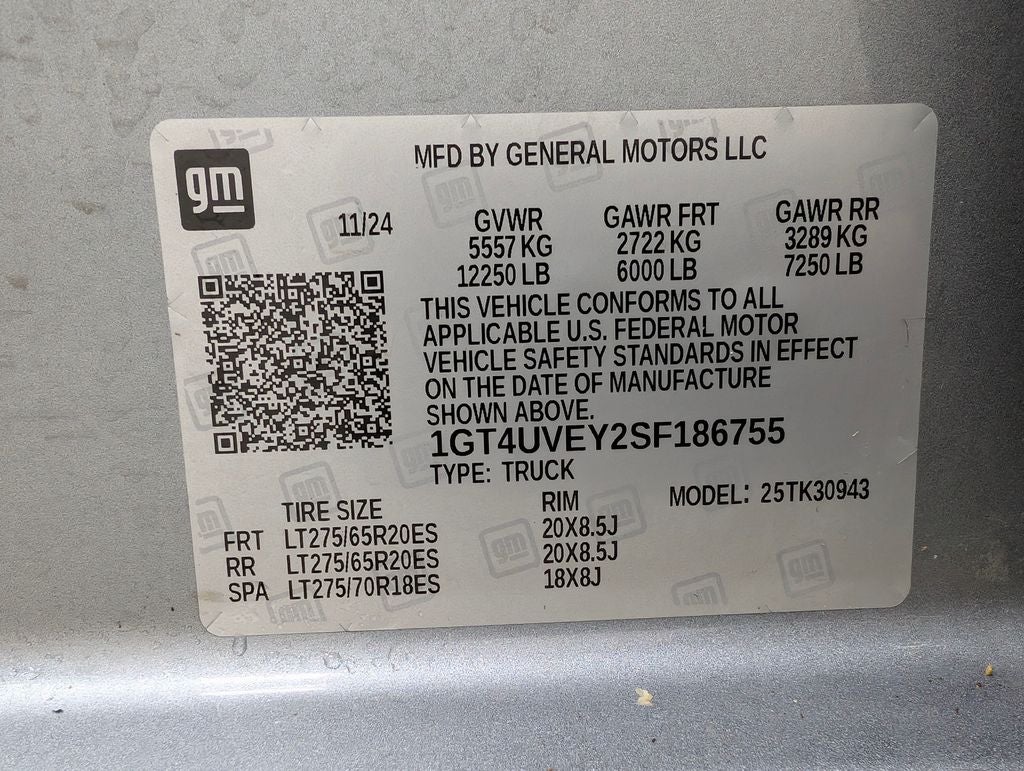 gm
MFD BY GENERAL MOTORS LLC
11/24
GVWR GAWR FRT GAWR RR
5557 KG 2722 KG 3289 KG
12250 LB 6000 LB 7250 LB
THIS VEHICLE CONFORMS TO ALL
APPLICABLE U.S. FEDERAL MOTOR
VEHICLE SAFETY STANDARDS IN EFFECT
ON THE DATE OF MANUFACTURE
SHOWN ABOVE.
1GT4UVEY2SF186755
TYPE: TRUCK
MODEL: 25TK30943
TIRE SIZE RIM
FRT LT275/65R20ES 20X8.5J
RR LT275/65R20ES 20X8.5J
SPA LT275/70R18ES 18X8J